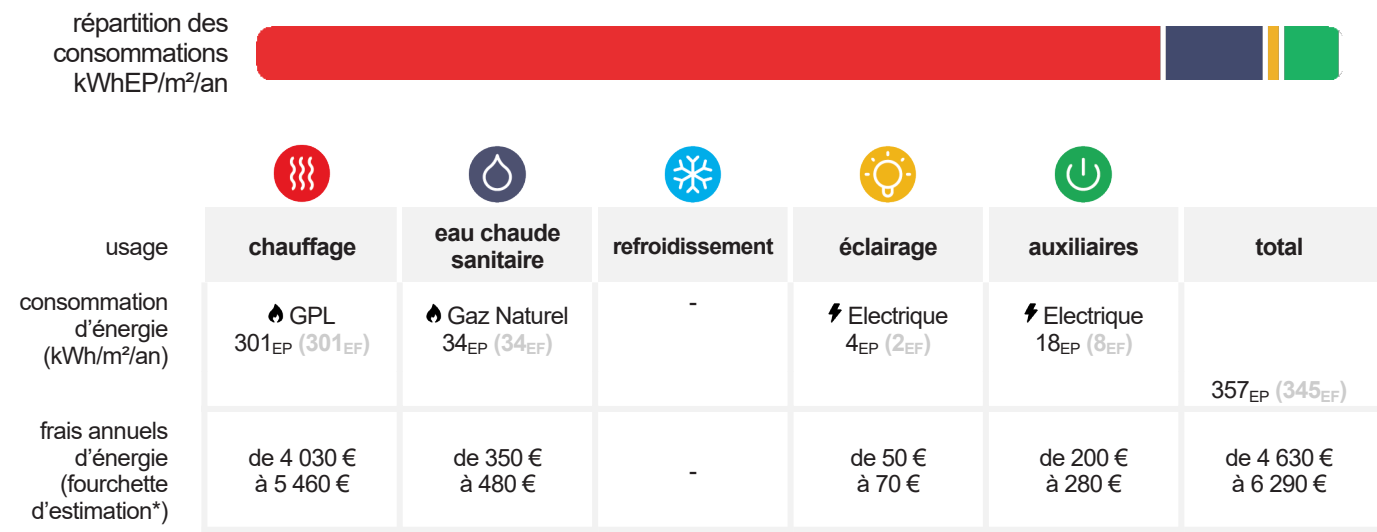 répartition des
consommations
kWhEP/m²/an
usage
chauffage
eau chaude
sanitaire
refroidissement
éclairage
auxiliaires
total
consommation
d'énergie
(kWh/m²/an)
GPL
301EP (301EF)
Gaz Naturel
34EP (34EF)
-
Electrique
4EP (2EF)
Electrique
18EP (8EF)
357EP (345EF)
frais annuels
d'énergie
(fourchette
d'estimation*)
de 4 030 €
à 5 460 €
de 350 €
à 480 €
-
de 50 €
à 70 €
de 200 €
à 280 €
de 4 630 €
à 6 290 €